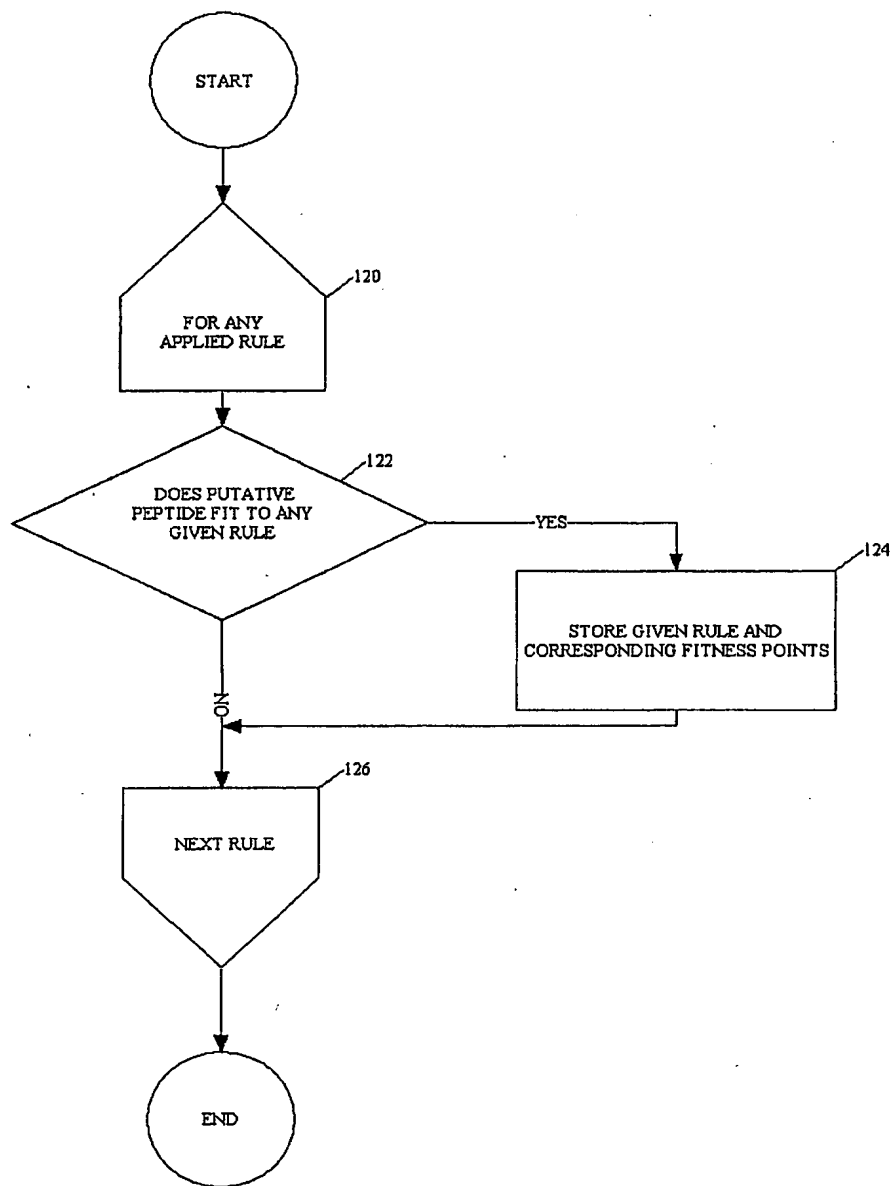 START
120
FOR ANY
APPLIED RULE
122
DOES PUTATIVE
PEPTIDE FIT TO ANY
GIVEN RULE
YES
124
STORE GIVEN RULE AND
CORRESPONDING FITNESS POINTS
NO
126
NEXT RULE
END